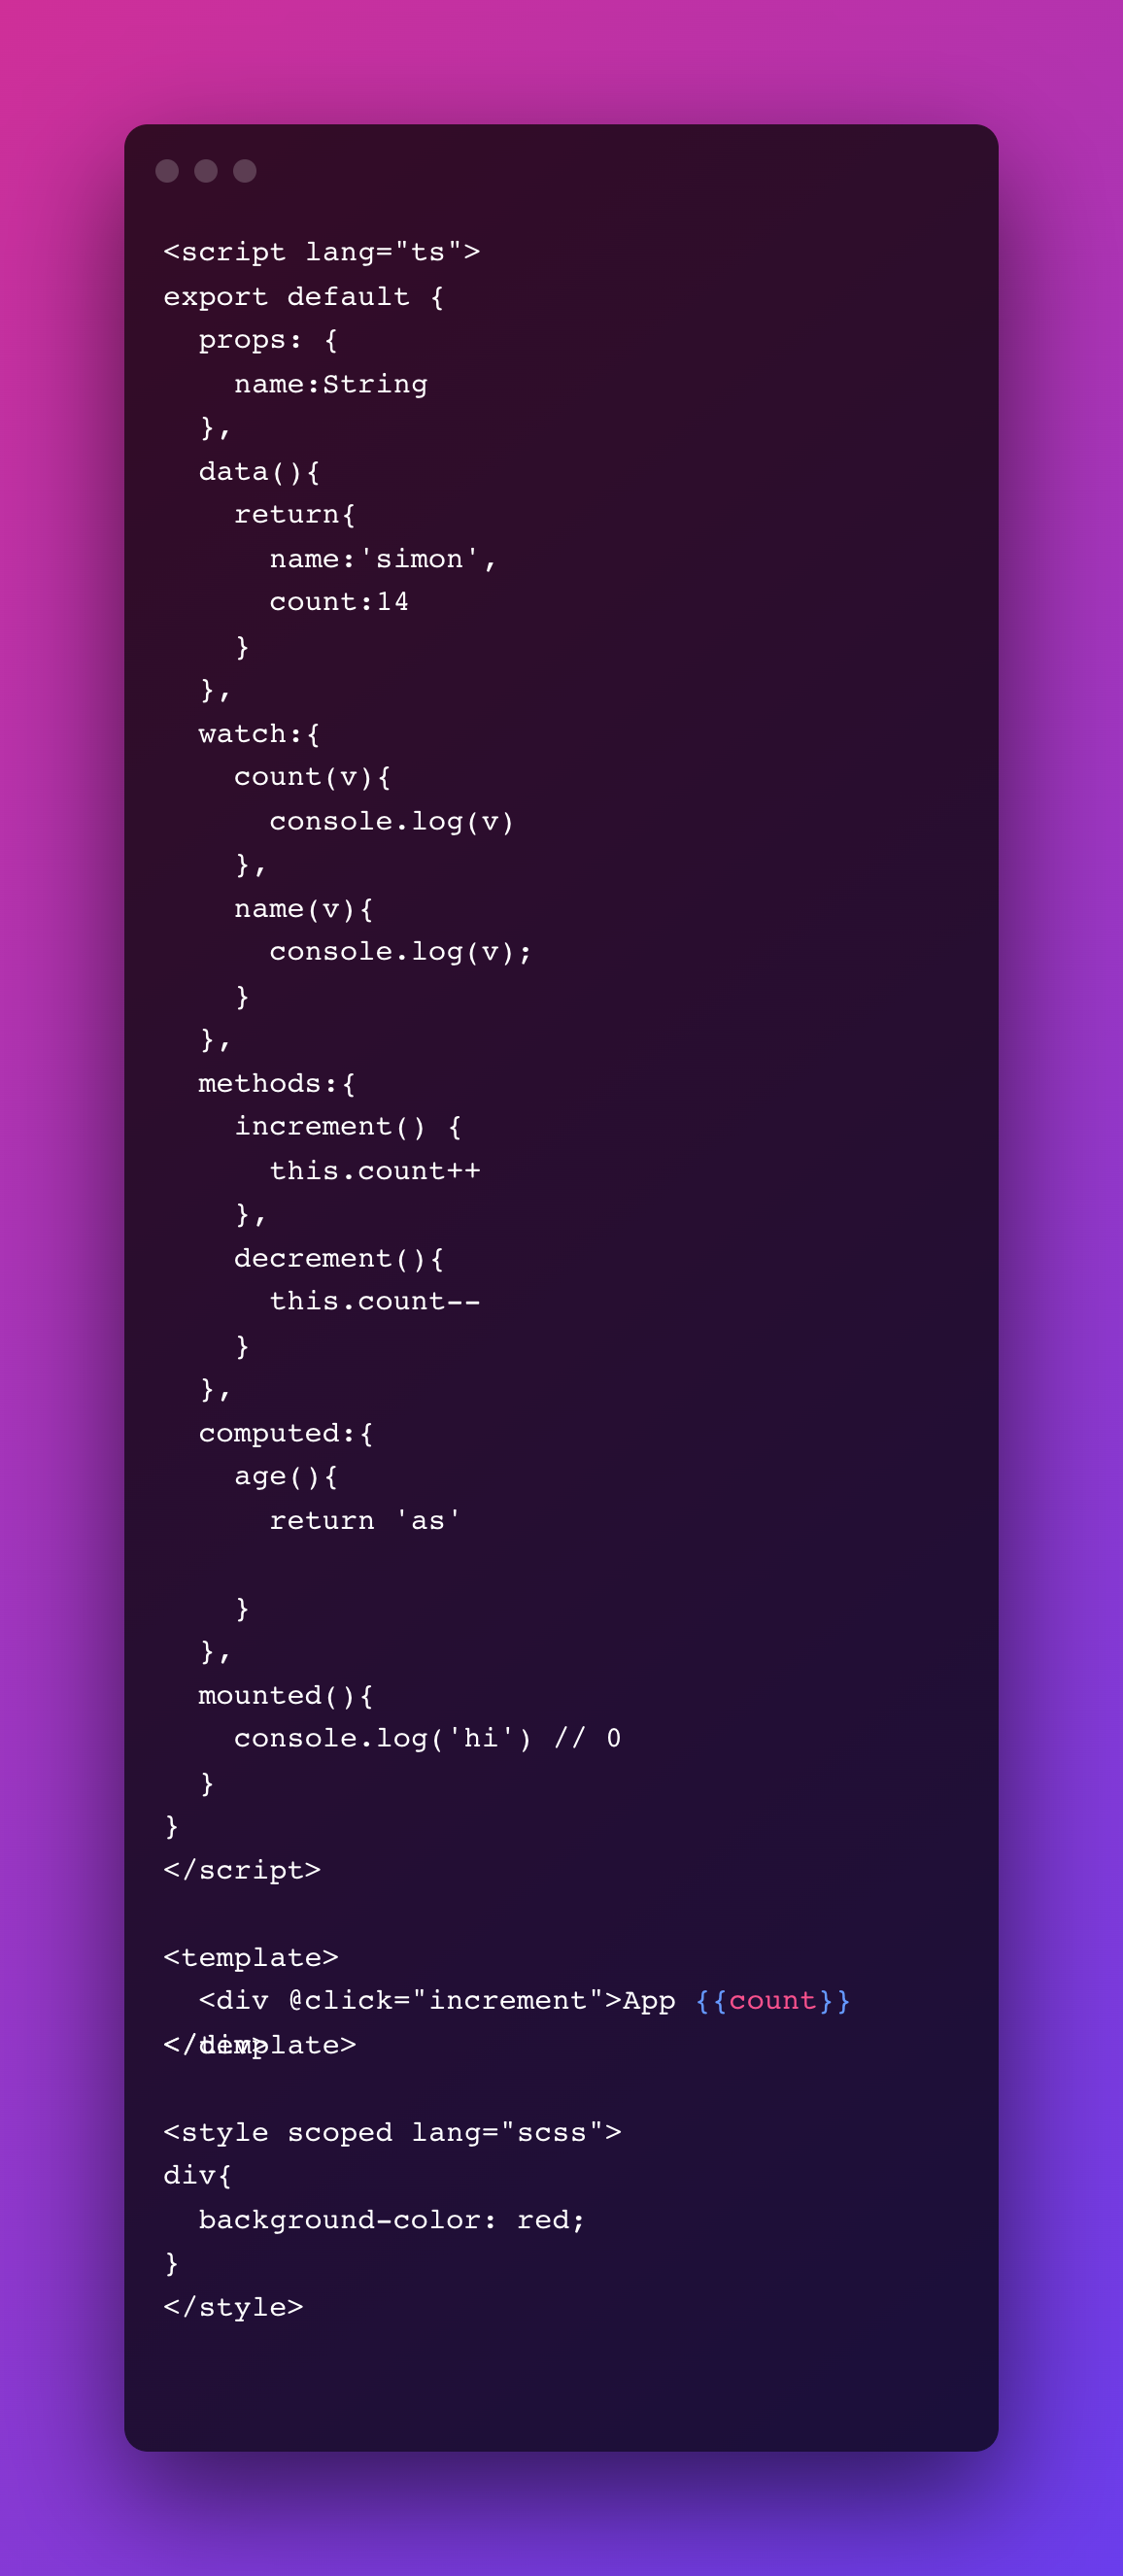 <script lang="ts">
export default {
  props: {
    name:String
  },
  data(){
    return{
      name:'simon',
      count:14
    }
  },
  watch:{
    count(v){
      console.log(v)
    },
    name(v){
      console.log(v);
    }
  },
  methods:{
    increment() {
      this.count++
    },
    decrement(){
      this.count--
    }
  },
  computed:{
    age(){
      return 'as'

    }
  },
  mounted(){
    console.log('hi') // 0
  }
}
</script>

<template>
  <div @click="increment">App {{count}}
</div>
</template>

<style scoped lang="scss">
div{
  background-color: red;
}
</style>